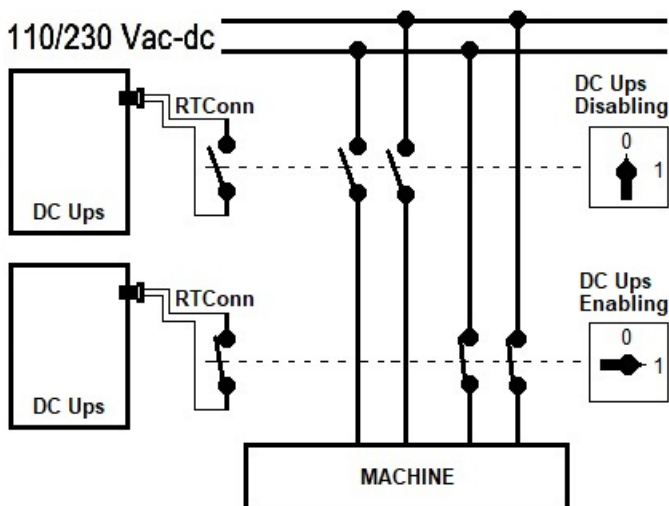 110/230 Vac-dc
RTConn
DC Ups
DC Ups
Disabling
0
1
RTConn
DC Ups
DC Ups
Enabling
0
1
MACHINE